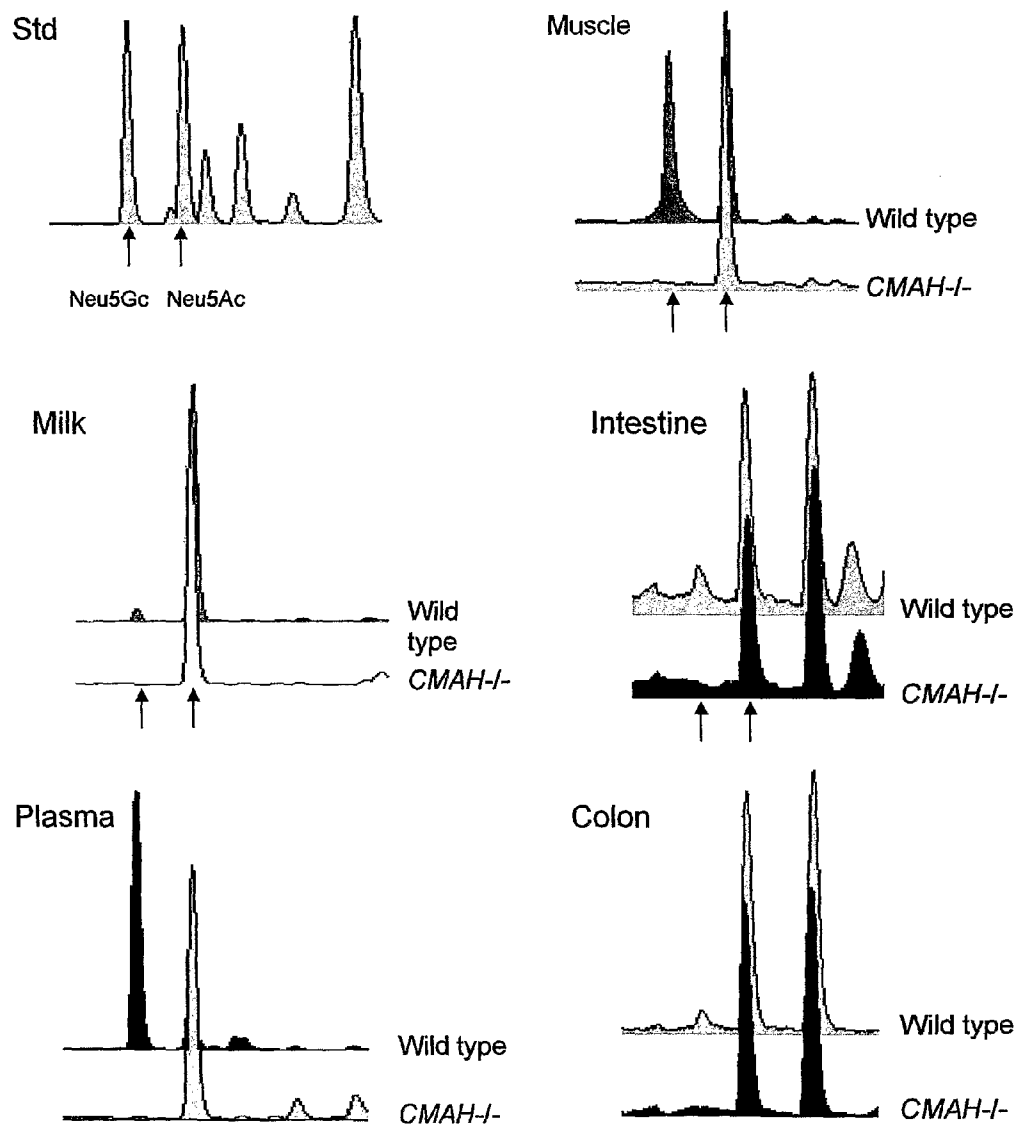 Std
Neu5Gc Neu5Ac
Muscle
Wild type
CMAH-/-
Milk
Wild
type
CMAH-/-
Intestine
Wild type
CMAH-/-
Plasma
Wild type
CMAH-/-
Colon
Wild type
CMAH-/-